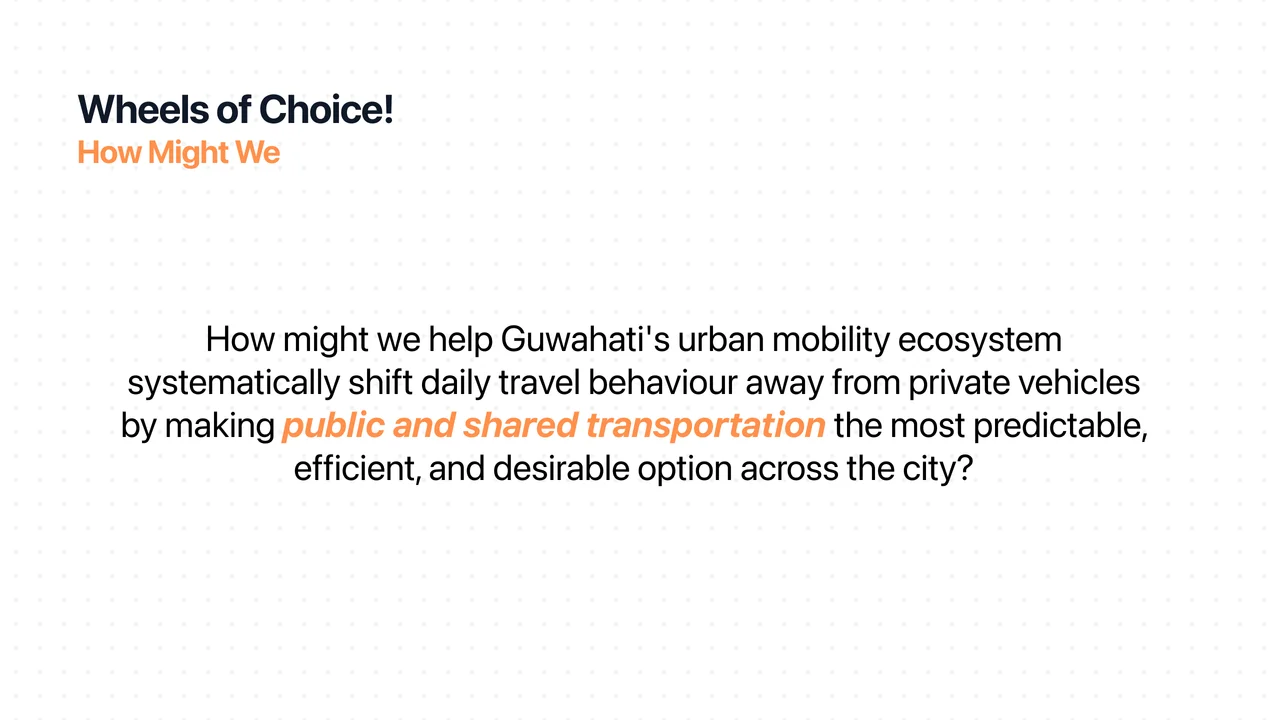 Wheels of Choice!
How Might We
How might we help Guwahati's urban mobility ecosystem
systematically shift daily travel behaviour away from private vehicles
by making public and shared transportation the most predictable,
efficient, and desirable option across the city?